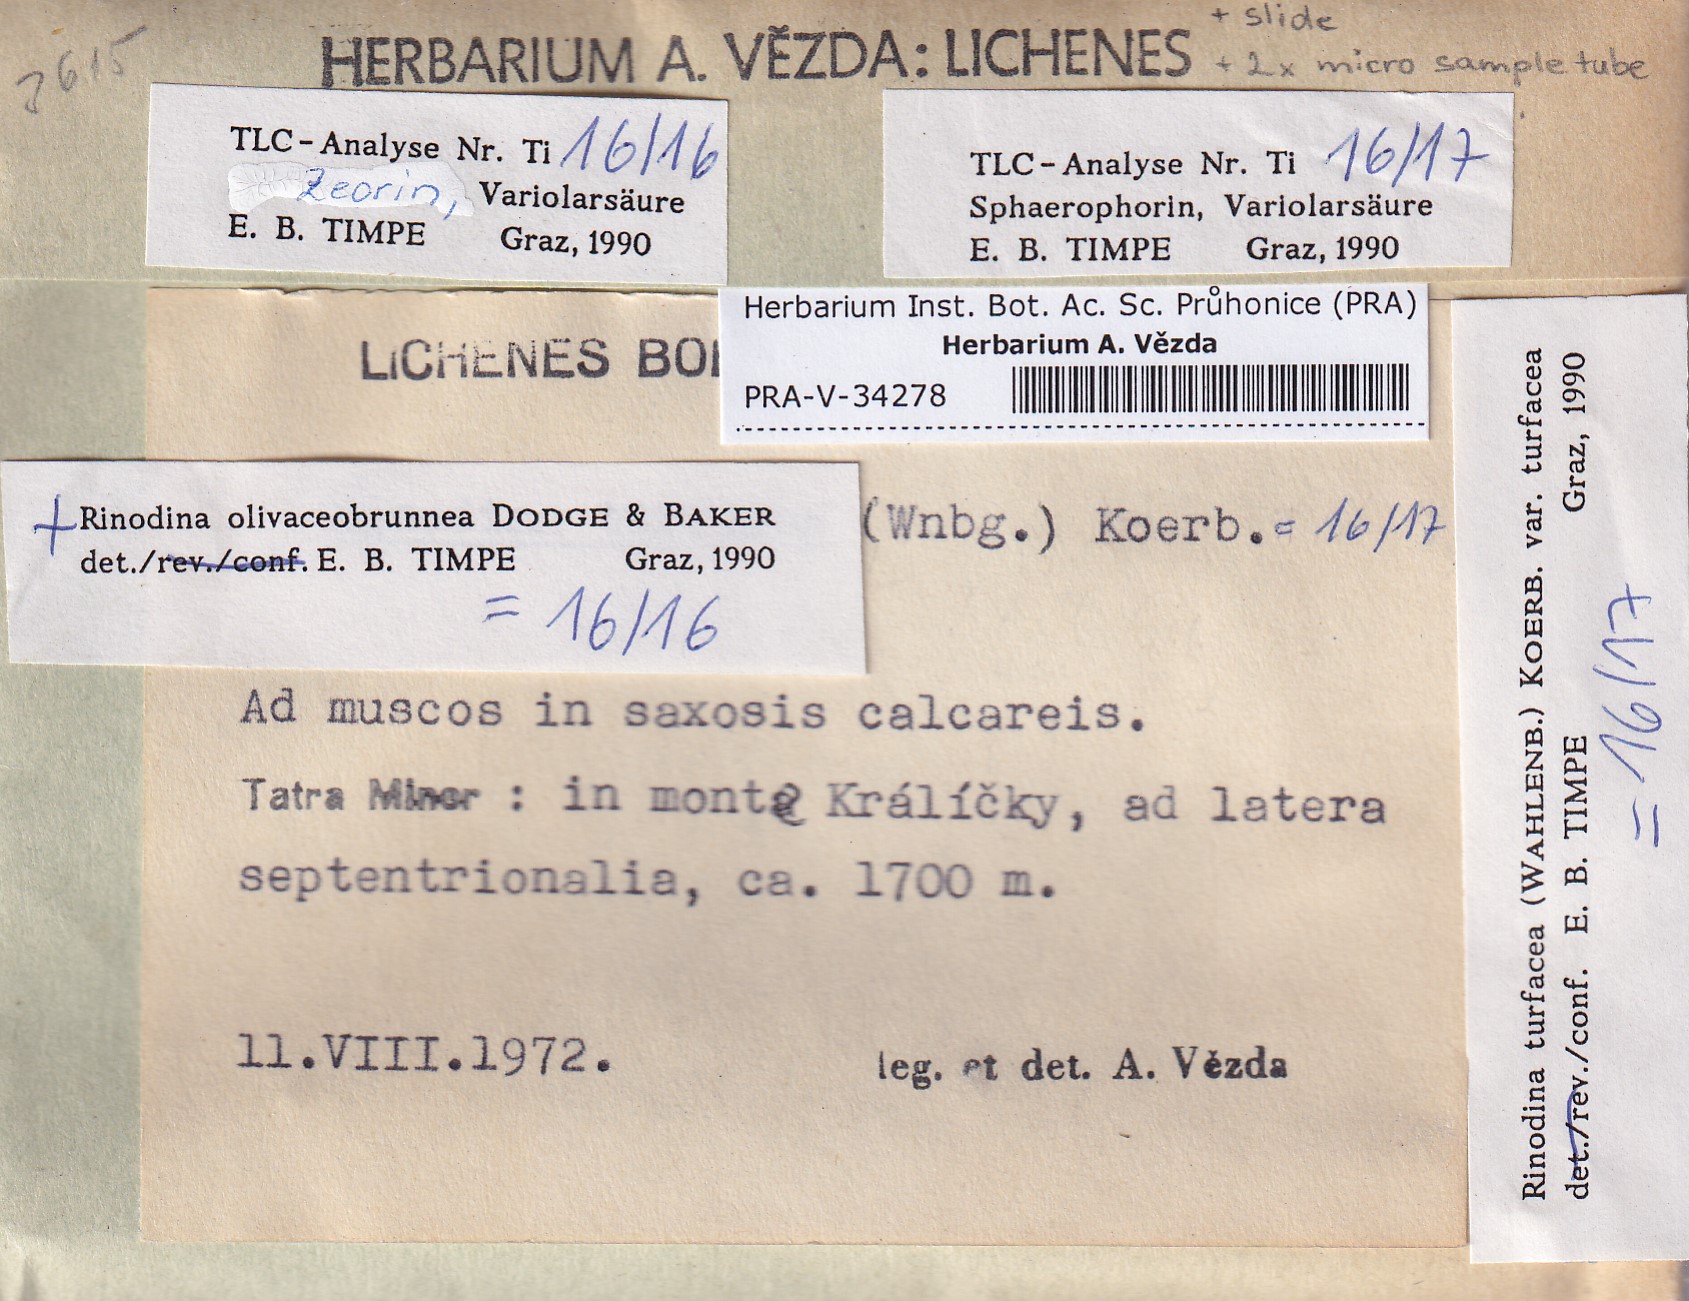 2615
+ slide
HERBARIUM A. VĚZDA: LICHENES
+ 2x micro sample tube
TLC-Analyse Nr. Ti 16/16
Zeorin, Variolarsäure
E. B. TIMPE Graz, 1990
TLC-Analyse Nr. Ti 16/17
Sphaerophorin, Variolarsäure
E. B. TIMPE Graz, 1990
Herbarium Inst. Bot. Ac. Sc. Průhonice (PRA)
Herbarium A. Vězda
PRA-V-34278
LICHENES
+ Rinodina olivaceobrunnea DODGE & BAKER
det./rev./conf. E. B. TIMPE Graz, 1990
= 16/16
(Wnbg.) Koerb. = 16/17
Ad muscos in saxosis calcareis.
Tatra Minor : in monte Králíčky, ad latera
septentrionalia, ca. 1700 m.
11.VIII.1972.
leg. et det. A. Vězda
Rinodina turfacea (WAHLENB.) KOERB. var. turfacea
det./rev./conf. E. B. TIMPE Graz, 1990
= 16/17